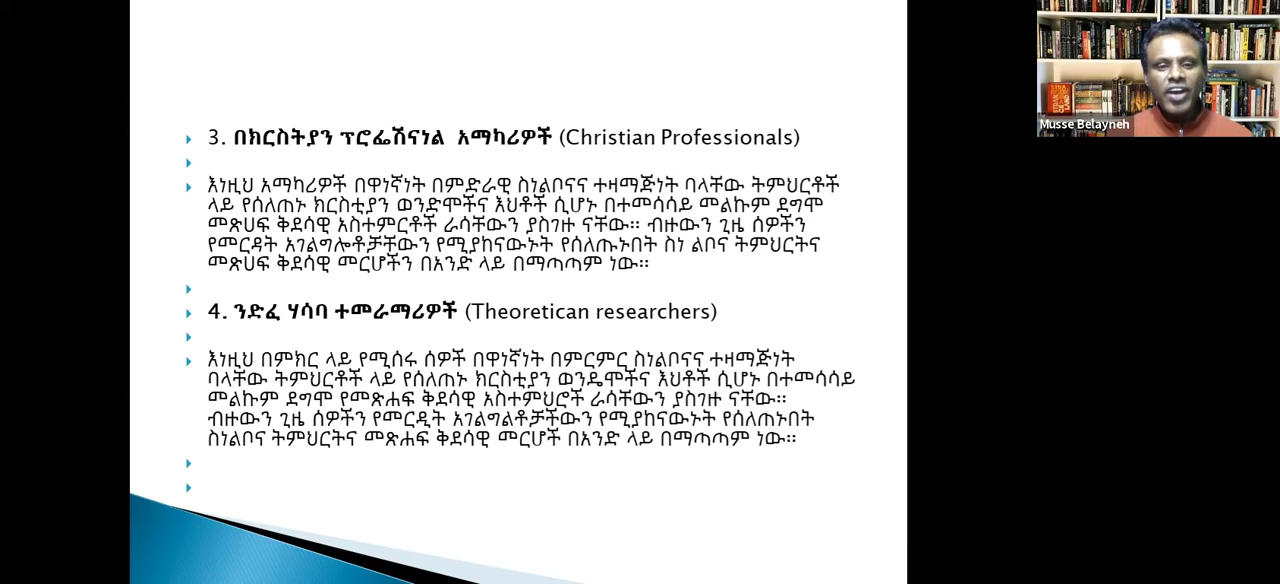 3. በክርስትያን ፕሮፌሽናነል አማካሪዎች (Christian Professionals)
Musse Belayneh
እነዚህ አማካሪዎች በዋነኛነት በምድራዊ ስነልቦናና ተዛማጅነት ባላቸው ትምህርቶች
ላይ የሰለጠኑ ክርስቲያን ወንድሞችና እህቶች ሲሆኑ በተመሳሳይ መልኩም ደግሞ
መጽሀፍ ቅደሳዊ አስተምርቶች ራሳቸውን ያስገዙ ናቸው። ብዙውን ጊዜ ሰዎችን
የመርዳት አገልግሎቶቻቸውን የሚያከናውኑት የሰለጡኑበት ስነ ልቦና ትምህርትና
መጽሀፍ ቅደሳዊ መርሆችን በአንድ ላይ በማጣጣም ነው።
4. ንድፈ ሃሳባ ተመራማሪዎች (Theoretican researchers)
እነዚህ በምክር ላይ የሚሰሩ ሰዎች በዋነኛነት በምርምር ስነልቦናና ተዛማጅነት
ባላቸው ትምህርቶች ላይ የሰለጠኑ ክርስቲያን ወንዴሞችና እህቶች ሲሆኑ በተመሳሳይ
መልኩም ደግሞ የመጽሐፍ ቅደሳዊ አስተምህሮች ራሳቸውን ያስገዙ ናቸው።
ብዙውን ጊዜ ሰዎችን የመርዲት አገልግልቶቻችውን የሚያከናውኑት የሰለጠኑበት
ስነልቦና ትምህርትና መጽሐፍ ቅደሳዊ መርሆች በአንድ ላይ በማጣጣም ነው።